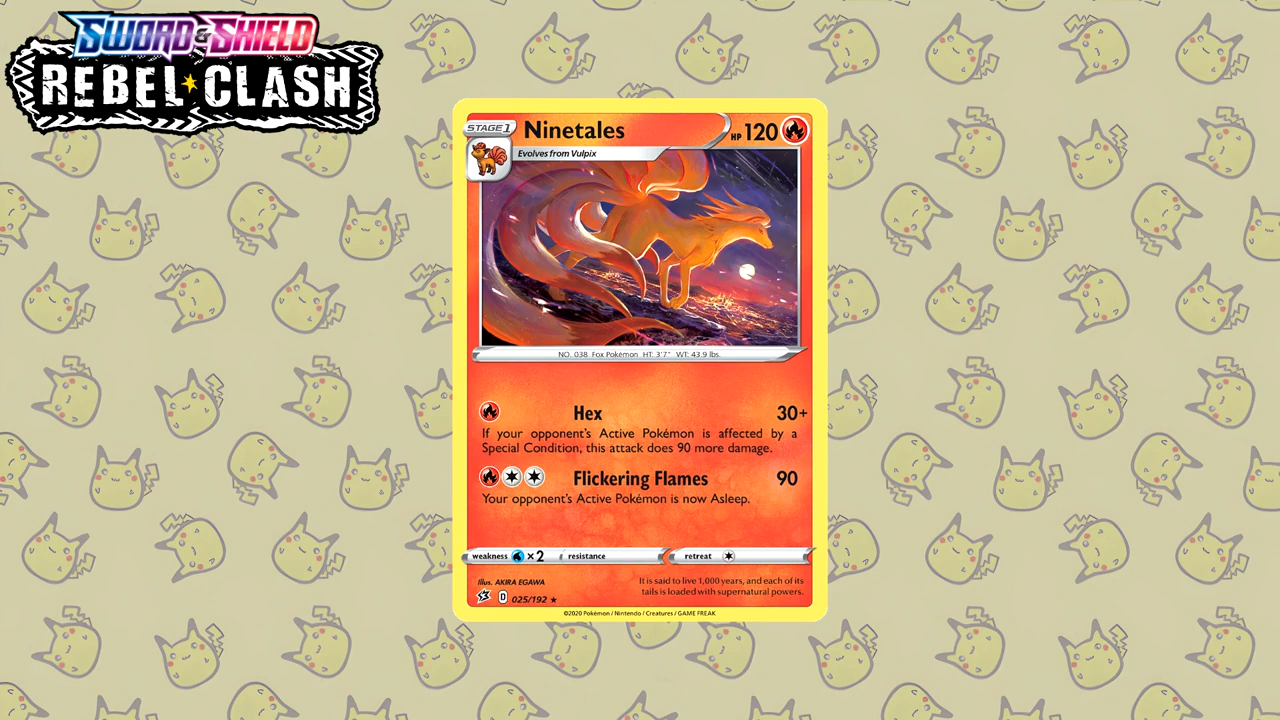 SWORD & SHIELD
REBEL CLASH
STAGE 1
Ninetales
HP 120
Evolves from Vulpix
NO. 038 Fox Pokémon HT: 3'7" WT: 43.9 lbs.
Hex 30+
If your opponent's Active Pokémon is affected by a
Special Condition, this attack does 90 more damage.
Flickering Flames 90
Your opponent's Active Pokémon is now Asleep.
weakness ×2 resistance retreat
Illus. AKIRA EGAWA
D 025/192 ★
It is said to live 1,000 years, and each of its
tails is loaded with supernatural powers.
©2020 Pokémon / Nintendo / Creatures / GAME FREAK